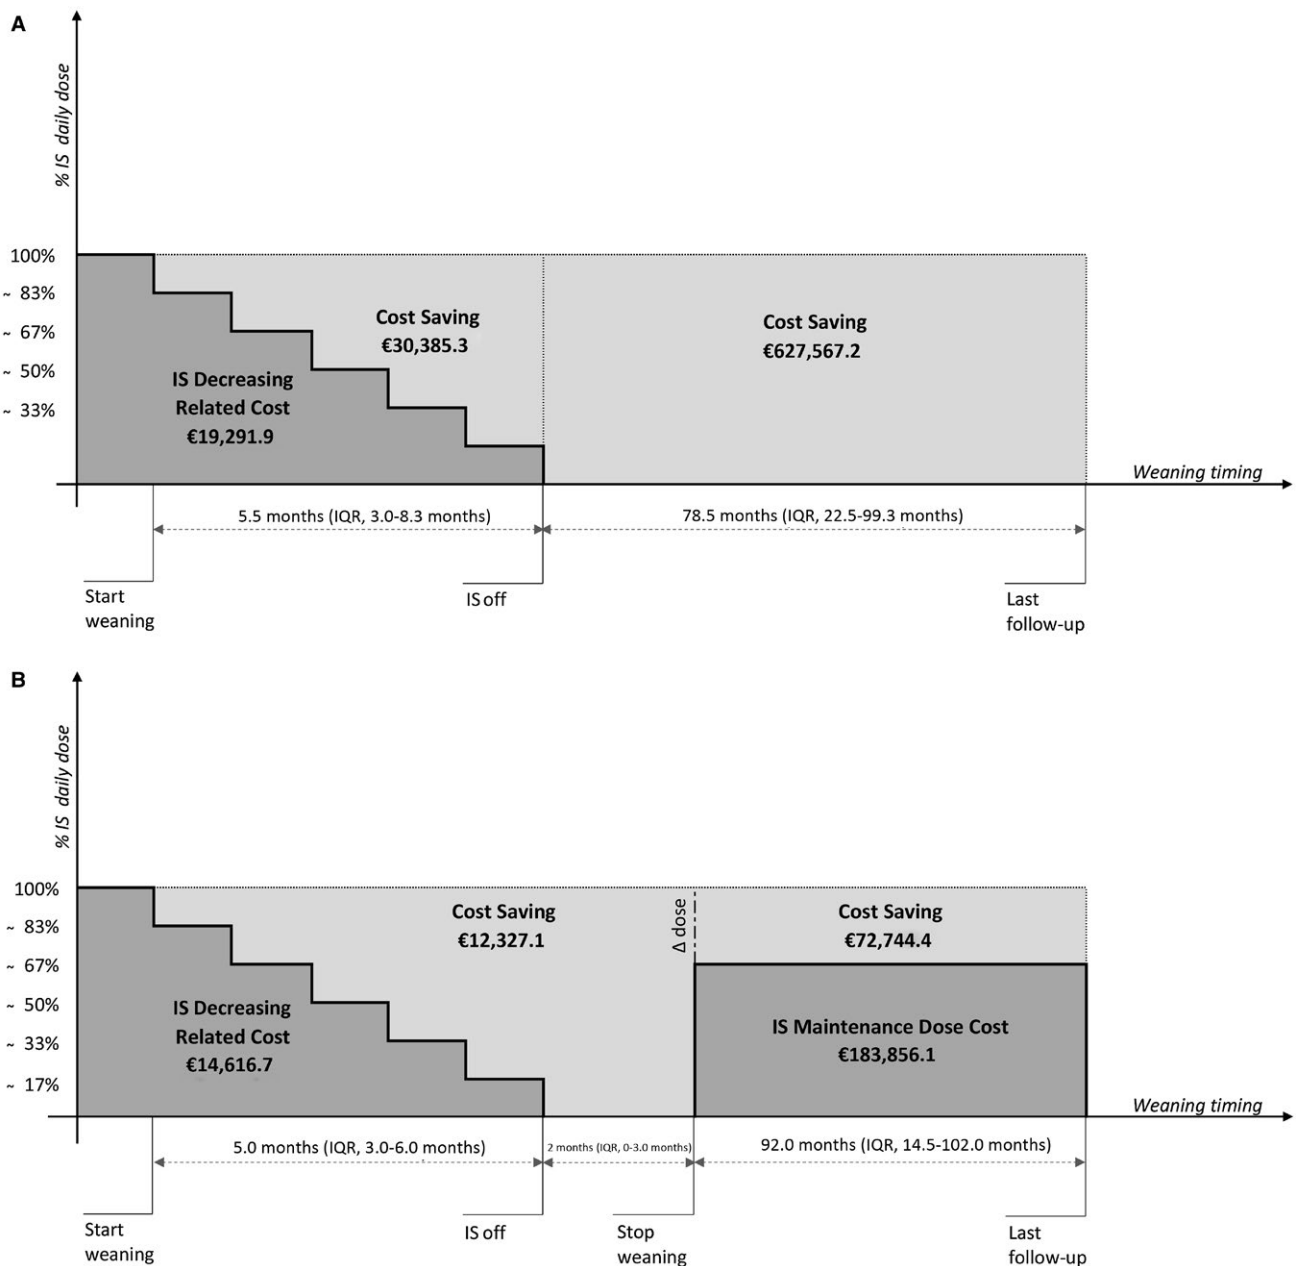 A
% IS daily dose
100%
~ 83%
~ 67%
~ 50%
~ 33%
Cost Saving
€30,385.3
Cost Saving
€627,567.2
IS Decreasing
Related Cost
€19,291.9
Weaning timing
5.5 months (IQR, 3.0-8.3 months)
78.5 months (IQR, 22.5-99.3 months)
Start
weaning
IS off
Last
follow-up
B
% IS daily dose
100%
~ 83%
~ 67%
~ 50%
~ 33%
~ 17%
Cost Saving
€12,327.1
Δ dose
Cost Saving
€72,744.4
IS Decreasing
Related Cost
€14,616.7
IS Maintenance Dose Cost
€183,856.1
Weaning timing
5.0 months (IQR, 3.0-6.0 months)
2 months (IQR, 0-3.0 months)
92.0 months (IQR, 14.5-102.0 months)
Start
weaning
IS off
Stop
weaning
Last
follow-up